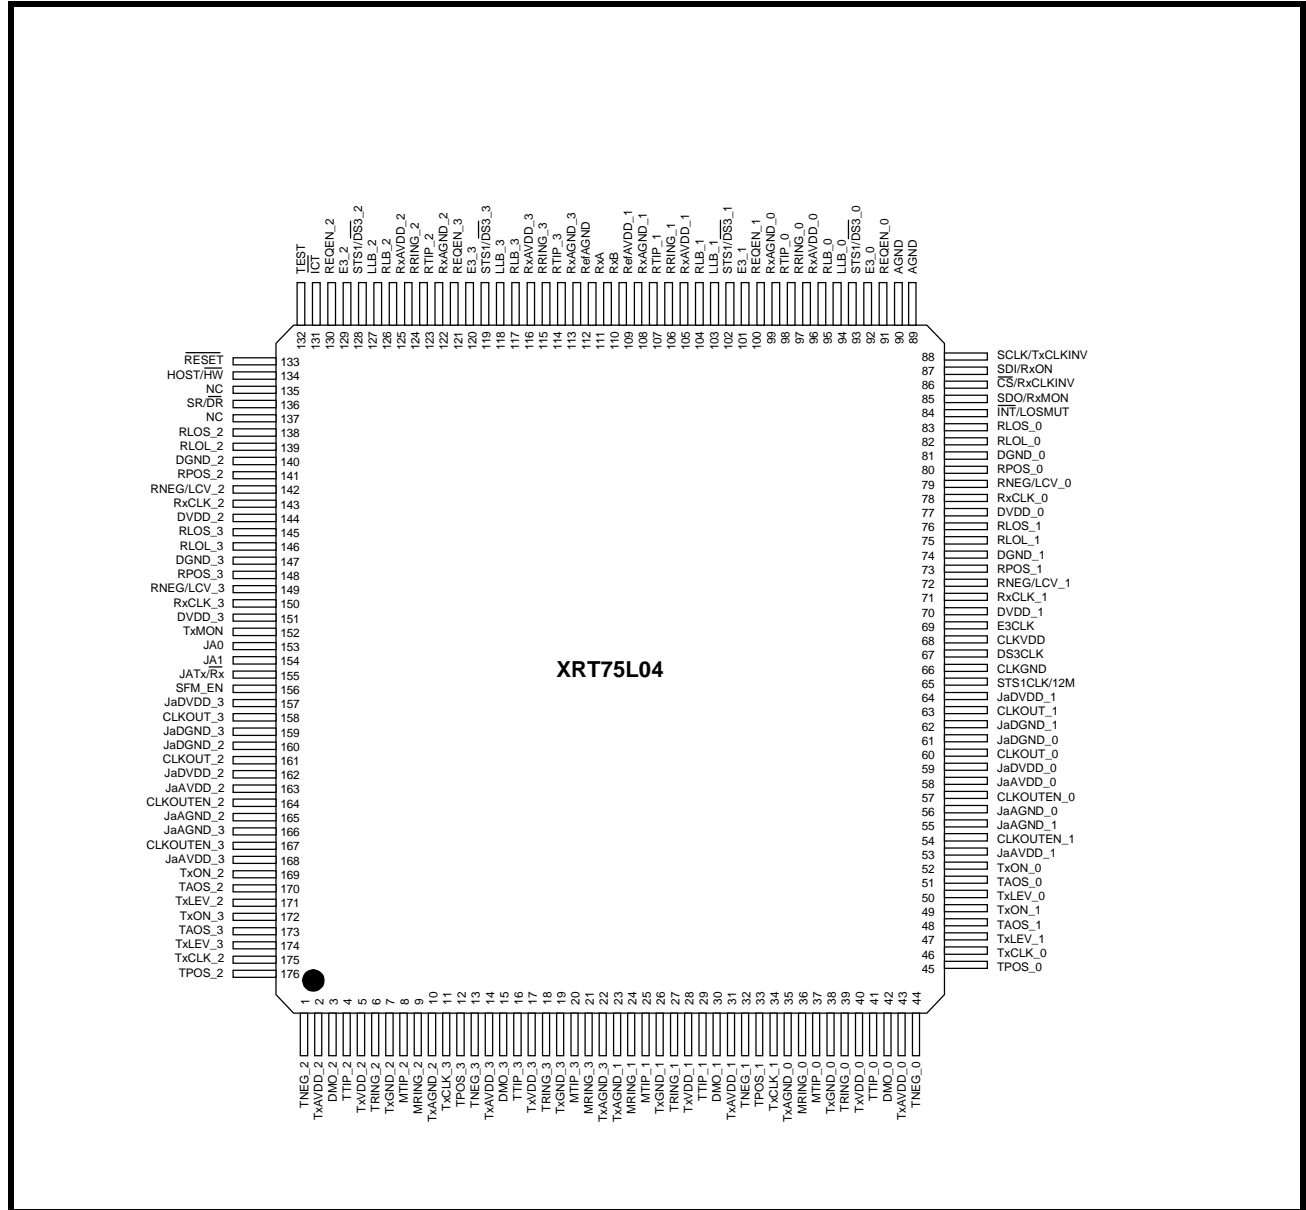 TEST 132
ICT 131
REQEN_2 130
E3_2 129
STS1/DS3_2 128
LLB_2 127
RLB_2 126
RxAVDD_2 125
RRING_2 124
RTIP_2 123
RxAGND_2 122
REQEN_3 121
E3_3 120
STS1/DS3_3 119
LLB_3 118
RLB_3 117
RxAVDD_3 116
RRING_3 115
RTIP_3 114
RxAGND_3 113
RefAGND 112
RxA 111
RxB 110
RefAVDD_1 109
RxAGND_1 108
RTIP_1 107
RRING_1 106
RxAVDD_1 105
RLB_1 104
LLB_1 103
STS1/DS3_1 102
E3_1 101
REQEN_1 100
RxAGND_0 99
RTIP_0 98
RRING_0 97
RxAVDD_0 96
RLB_0 95
LLB_0 94
STS1/DS3_0 93
E3_0 92
REQEN_0 91
AGND 90
AGND 89
RESET 133
HOST/HW 134
NC 135
SR/DR 136
NC 137
RLOS_2 138
RLOL_2 139
DGND_2 140
RPOS_2 141
RNEG/LCV_2 142
RxCLK_2 143
DVDD_2 144
RLOS_3 145
RLOL_3 146
DGND_3 147
RPOS_3 148
RNEG/LCV_3 149
RxCLK_3 150
DVDD_3 151
TxMON 152
JA0 153
JA1 154
JATx/Rx 155
SFM_EN 156
JaDVDD_3 157
CLKOUT_3 158
JaDGND_3 159
JaDGND_2 160
CLKOUT_2 161
JaDVDD_2 162
JaAVDD_2 163
CLKOUTEN_2 164
JaAGND_2 165
JaAGND_3 166
CLKOUTEN_3 167
JaAVDD_3 168
TxON_2 169
TAOS_2 170
TxLEV_2 171
TxON_3 172
TAOS_3 173
TxLEV_3 174
TxCLK_2 175
TPOS_2 176
XRT75L04
88 SCLK/TxCLKINV
87 SDI/RxON
86 CS/RxCLKINV
85 SDO/RxMON
84 INT/LOSMUT
83 RLOS_0
82 RLOL_0
81 DGND_0
80 RPOS_0
79 RNEG/LCV_0
78 RxCLK_0
77 DVDD_0
76 RLOS_1
75 RLOL_1
74 DGND_1
73 RPOS_1
72 RNEG/LCV_1
71 RxCLK_1
70 DVDD_1
69 E3CLK
68 CLKVDD
67 DS3CLK
66 CLKGND
65 STS1CLK/12M
64 JaDVDD_1
63 CLKOUT_1
62 JaDGND_1
61 JaDGND_0
60 CLKOUT_0
59 JaDVDD_0
58 JaAVDD_0
57 CLKOUTEN_0
56 JaAGND_0
55 JaAGND_1
54 CLKOUTEN_1
53 JaAVDD_1
52 TxON_0
51 TAOS_0
50 TxLEV_0
49 TxON_1
48 TAOS_1
47 TxLEV_1
46 TxCLK_0
45 TPOS_0
1 TNEG_2
2 TxAVDD_2
3 DMO_2
4 TTIP_2
5 TxVDD_2
6 TRING_2
7 TxGND_2
8 MTIP_2
9 MRING_2
10 TxAGND_2
11 TxCLK_3
12 TPOS_3
13 TNEG_3
14 TxAVDD_3
15 DMO_3
16 TTIP_3
17 TxVDD_3
18 TRING_3
19 TxGND_3
20 MTIP_3
21 MRING_3
22 TxAGND_3
23 TxAGND_1
24 MRING_1
25 MTIP_1
26 TxGND_1
27 TRING_1
28 TxVDD_1
29 TTIP_1
30 DMO_1
31 TxAVDD_1
32 TNEG_1
33 TPOS_1
34 TxCLK_1
35 TxAGND_0
36 MRING_0
37 MTIP_0
38 TxGND_0
39 TRING_0
40 TxVDD_0
41 TTIP_0
42 DMO_0
43 TxAVDD_0
44 TNEG_0